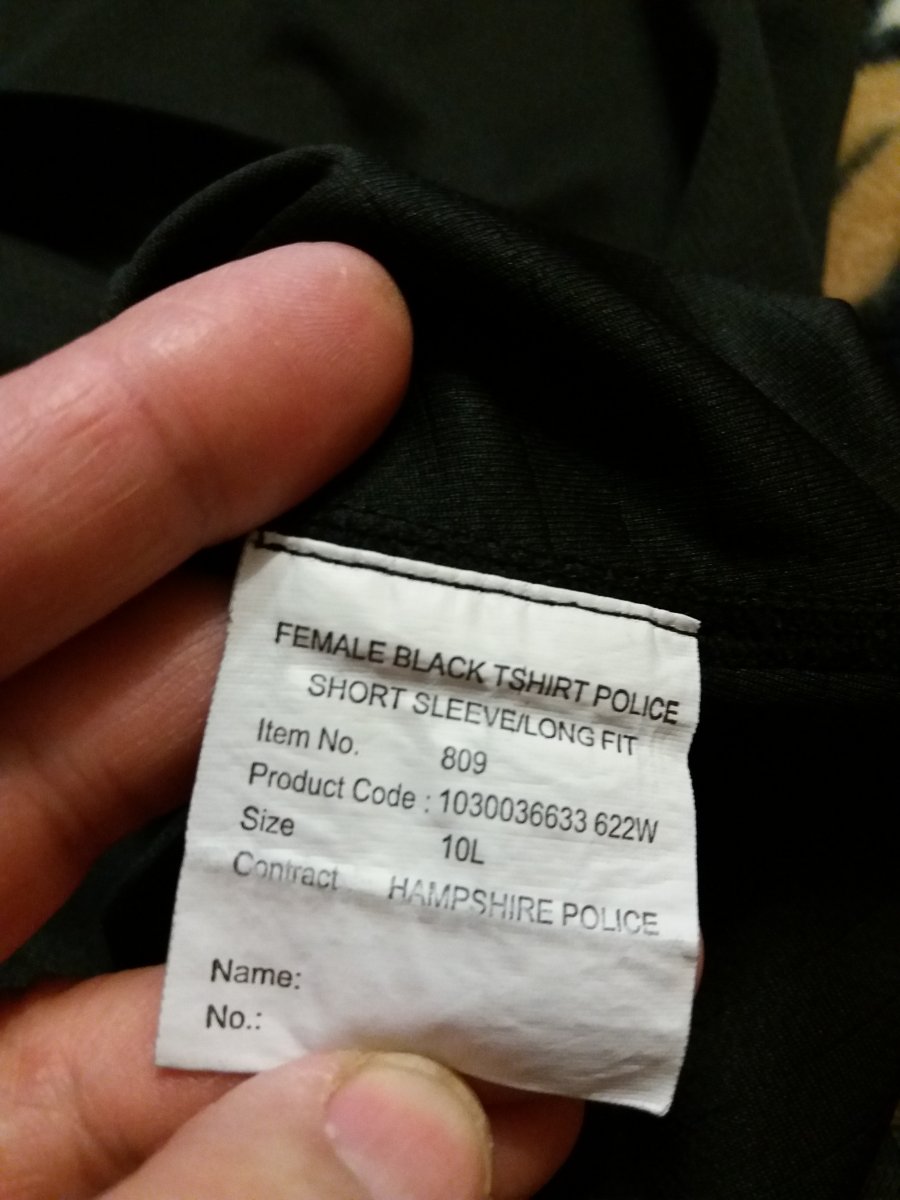 FEMALE BLACK TSHIRT POLICE
SHORT SLEEVE/LONG FIT
Item No. 809
Product Code : 1030036633 622W
Size 10L
Contract HAMPSHIRE POLICE
Name:
No.: